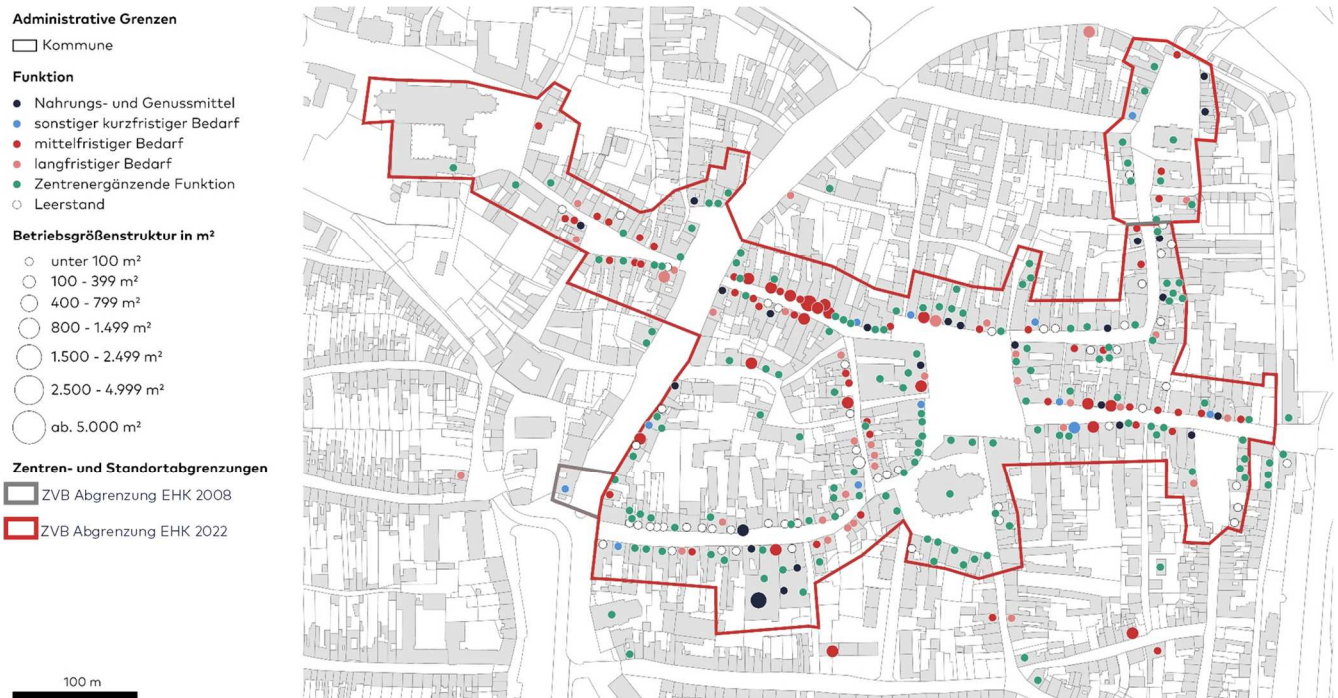 Administrative Grenzen
Kommune
Funktion
Nahrungs- und Genussmittel
sonstiger kurzfristiger Bedarf
mittelfristiger Bedarf
langfristiger Bedarf
Zentrenergänzende Funktion
Leerstand
Betriebsgrößenstruktur in m²
unter 100 m²
100 - 399 m²
400 - 799 m²
800 - 1.499 m²
1.500 - 2.499 m²
2.500 - 4.999 m²
ab. 5.000 m²
Zentren- und Standortabgrenzungen
ZVB Abgrenzung EHK 2008
ZVB Abgrenzung EHK 2022
100 m